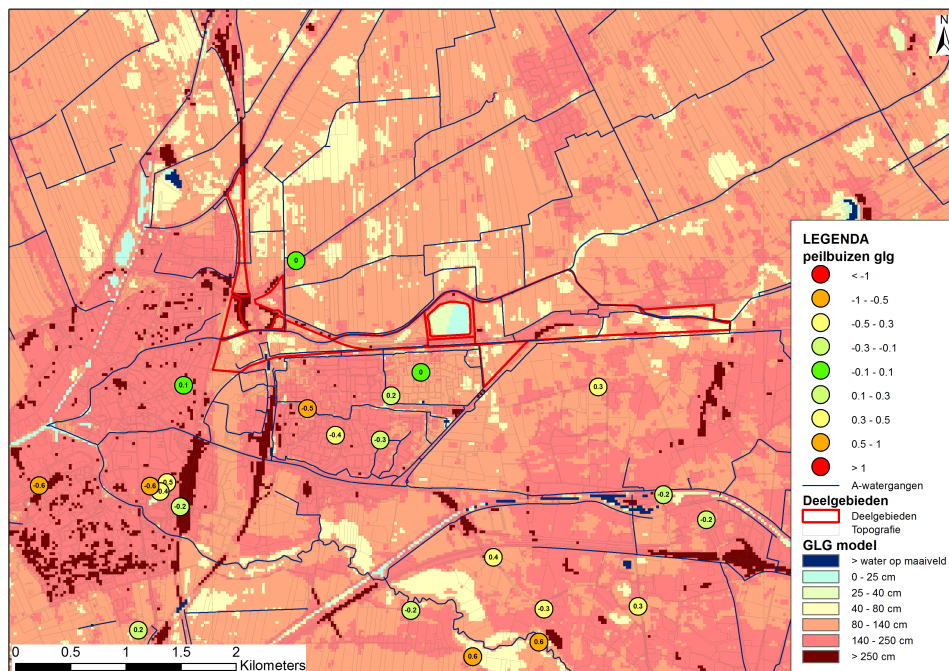 N
LEGENDA
peilbuizen glg
< -1
-1 - -0.5
-0.5 - 0.3
-0.3 - -0.1
-0.1 - 0.1
0.1 - 0.3
0.3 - 0.5
0.5 - 1
> 1
A-watergangen
Deelgebieden
Deelgebieden
Topografie
GLG model
> water op maaiveld
0 - 25 cm
25 - 40 cm
40 - 80 cm
80 - 140 cm
140 - 250 cm
> 250 cm
0
0.1
0
0.3
0.2
-0.5
-0.4
-0.3
-0.6
-0.6
-0.5
0.4
-0.2
-0.2
-0.2
0.4
-0.2
-0.3
0.3
0.2
0.6
0.6
0 0.5 1 1.5 2
Kilometers